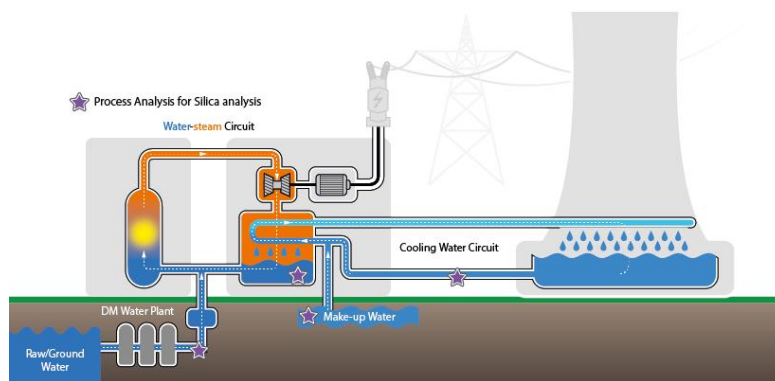 Process Analysis for Silica analysis
Water-steam Circuit
Cooling Water Circuit
DM Water Plant
Make-up Water
Raw/Ground
Water